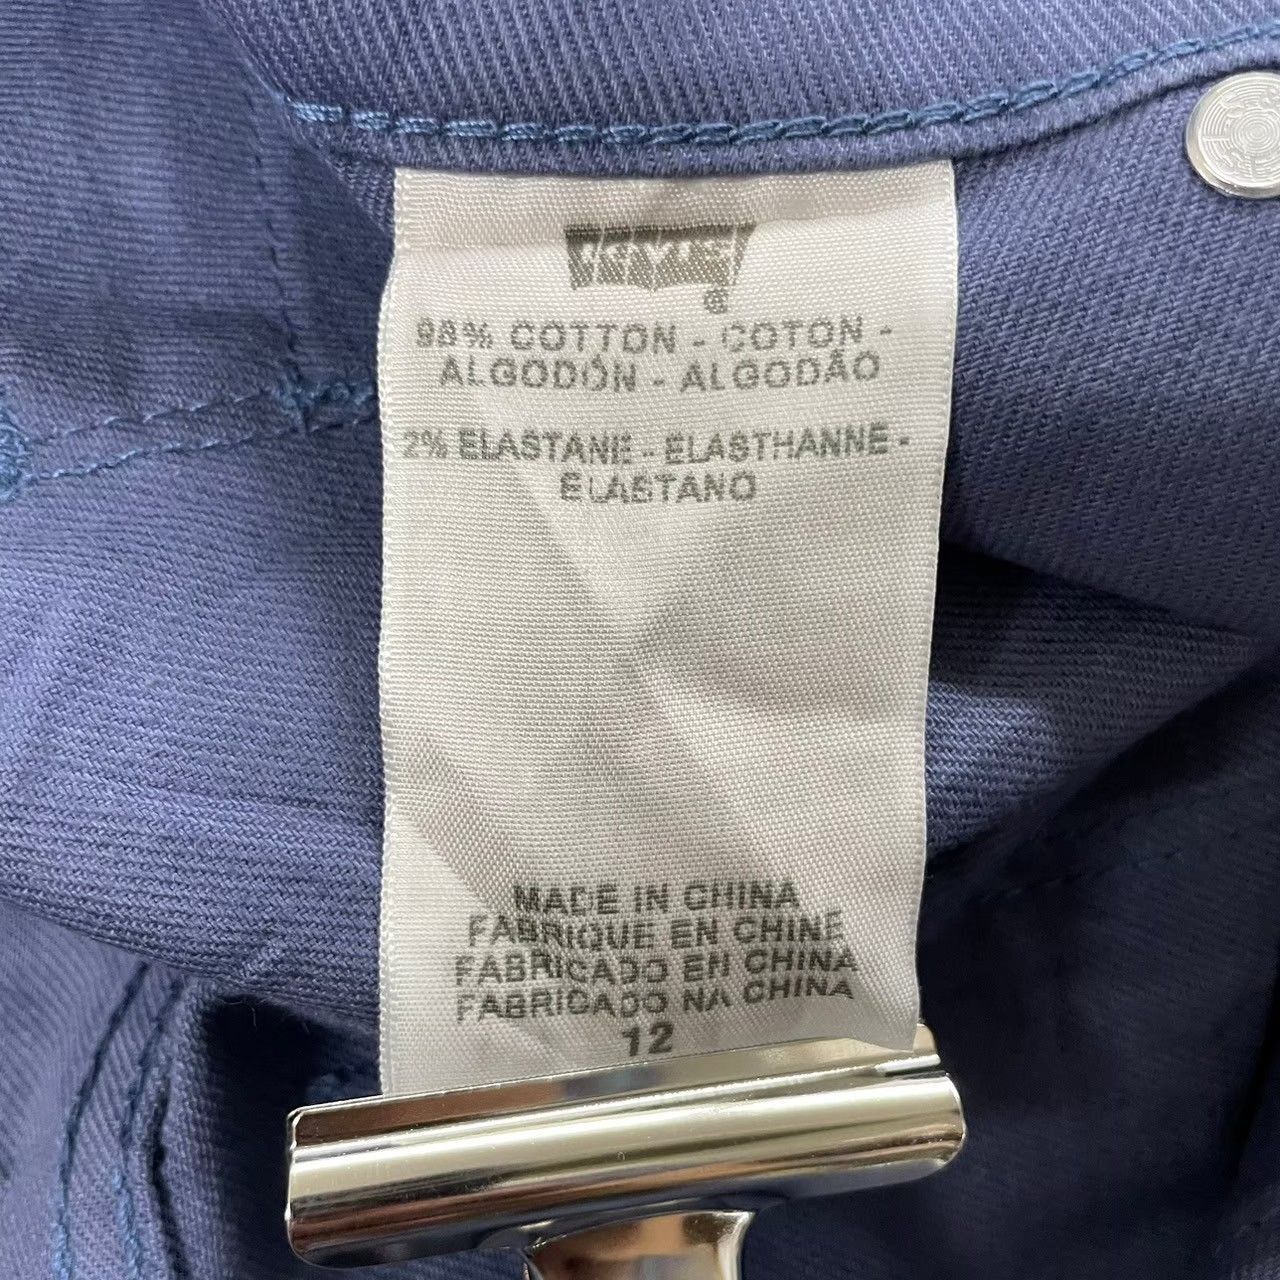 Levi's
®
98% COTTON - COTON -
ALGODÓN - ALGODÃO
2% ELASTANE - ELASTHANNE -
ELASTANO
MADE IN CHINA
FABRIQUE EN CHINE
FABRICADO EN CHINA
FABRICADO NA CHINA
12